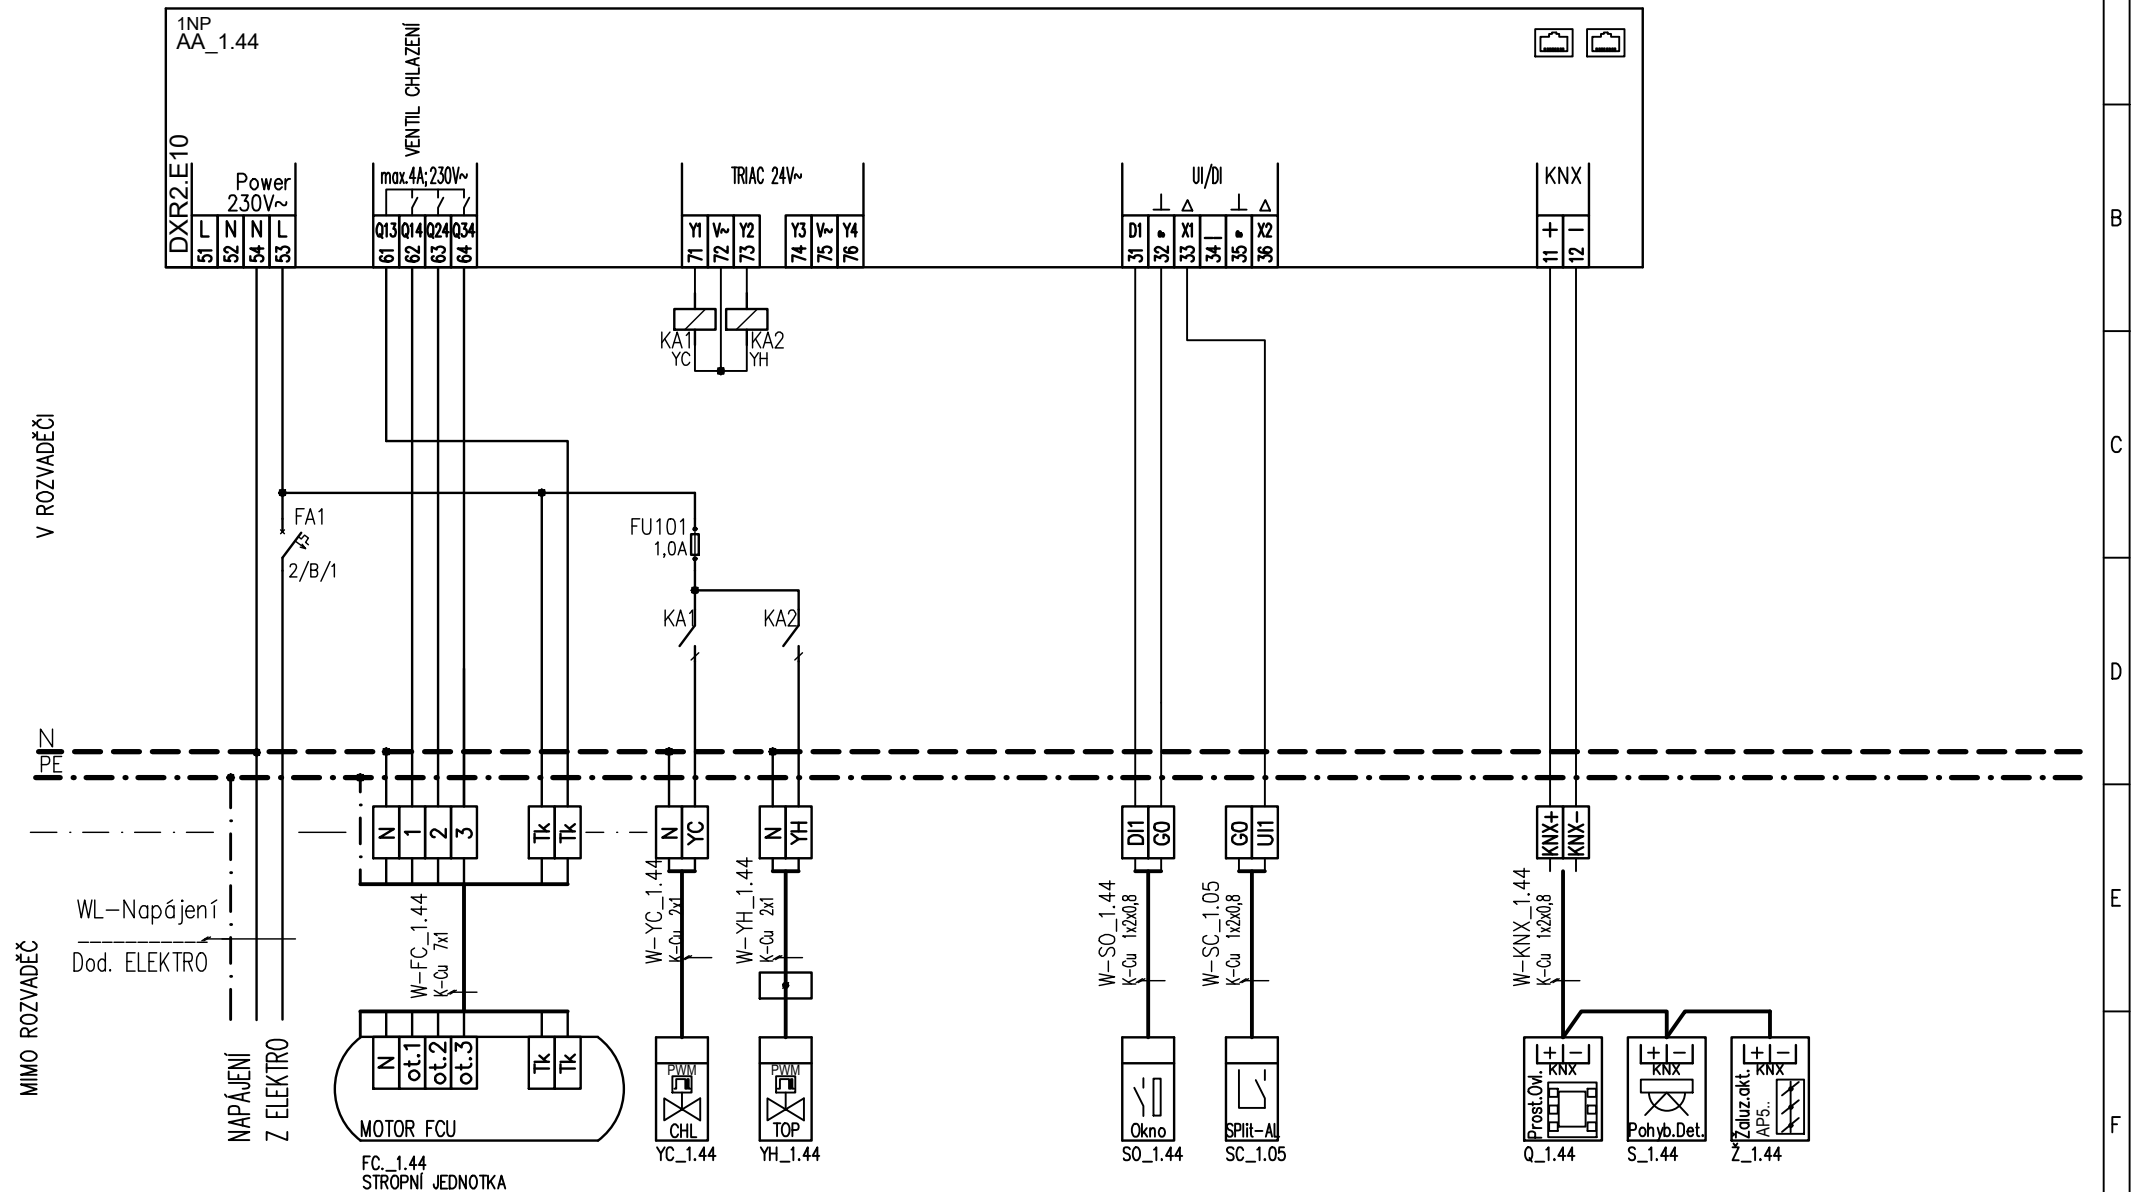 1NP
AA_1.44
DXR2.E10
VENTIL CHLAZENÍ
Power
230V~
max.4A;230V~
TRIAC 24V~
UI/DI
KNX
L N N L
51 52 54 53
Q13 Q14 Q24 Q34
61 62 63 64
Y1 V~ Y2
71 72 73
Y3 V~ Y4
74 75 76
D1 X1 X2
31 32 33 34 35 36
+ −
11 12
KA1
YC
KA2
YH
V ROZVADĚČI
FA1
2/B/1
FU101
1,0A
KA1
KA2
N
PE
N 1 2 3
Tk Tk
N YC
N YH
DI1 G0
G0 UI1
KNX+ KNX-
MIMO ROZVADĚČ
WL-Napájení
Dod. ELEKTRO
W-FC_1.44
K-Cu 7x1
W-YC_1.44
K-Cu 2x1
W-YH_1.44
K-Cu 2x1
W-SO_1.44
K-Cu 1x2x0,8
W-SC_1.05
K-Cu 1x2x0,8
W-KNX_1.44
K-Cu 1x2x0,8
NAPÁJENÍ
Z ELEKTRO
N ot.1 ot.2 ot.3
Tk Tk
MOTOR FCU
FC._1.44
STROPNÍ JEDNOTKA
PWM
CHL
YC_1.44
PWM
TOP
YH_1.44
Okno
SO_1.44
SPlit-AL
SC_1.05
+ −
KNX
Prost.Ovl.
Q_1.44
+ −
KNX
Pohyb.Det.
S_1.44
+ −
KNX
*Žaluz.akt.
AP5..
Ž_1.44
B
C
D
E
F